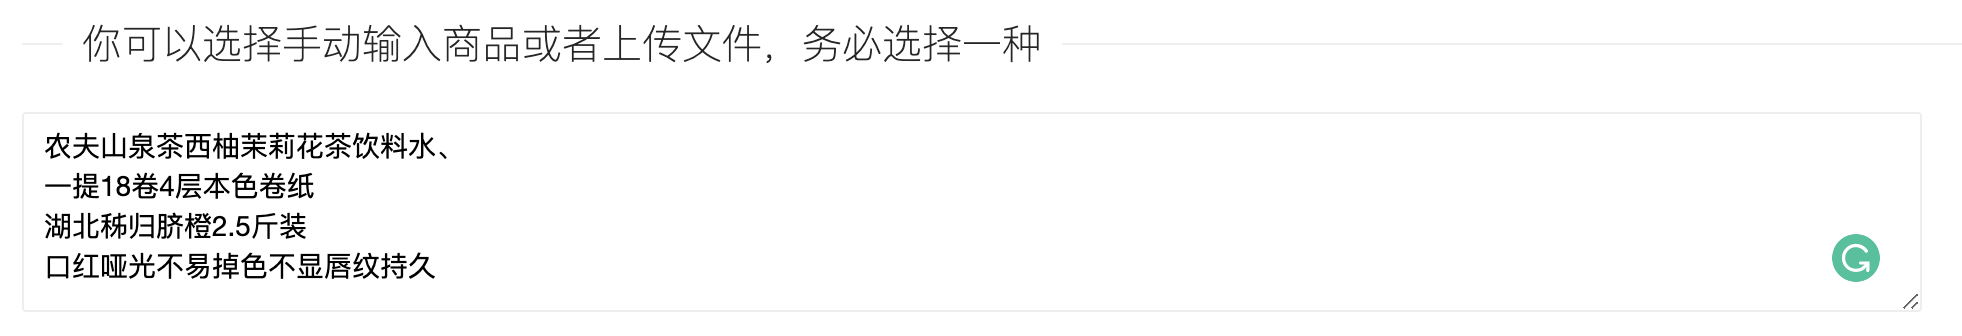 你可以选择手动输入商品或者上传文件，务必选择一种
农夫山泉茶西柚茉莉花茶饮料水、
一提18卷4层本色卷纸
湖北秭归脐橙2.5斤装
口红哑光不易掉色不显唇纹持久